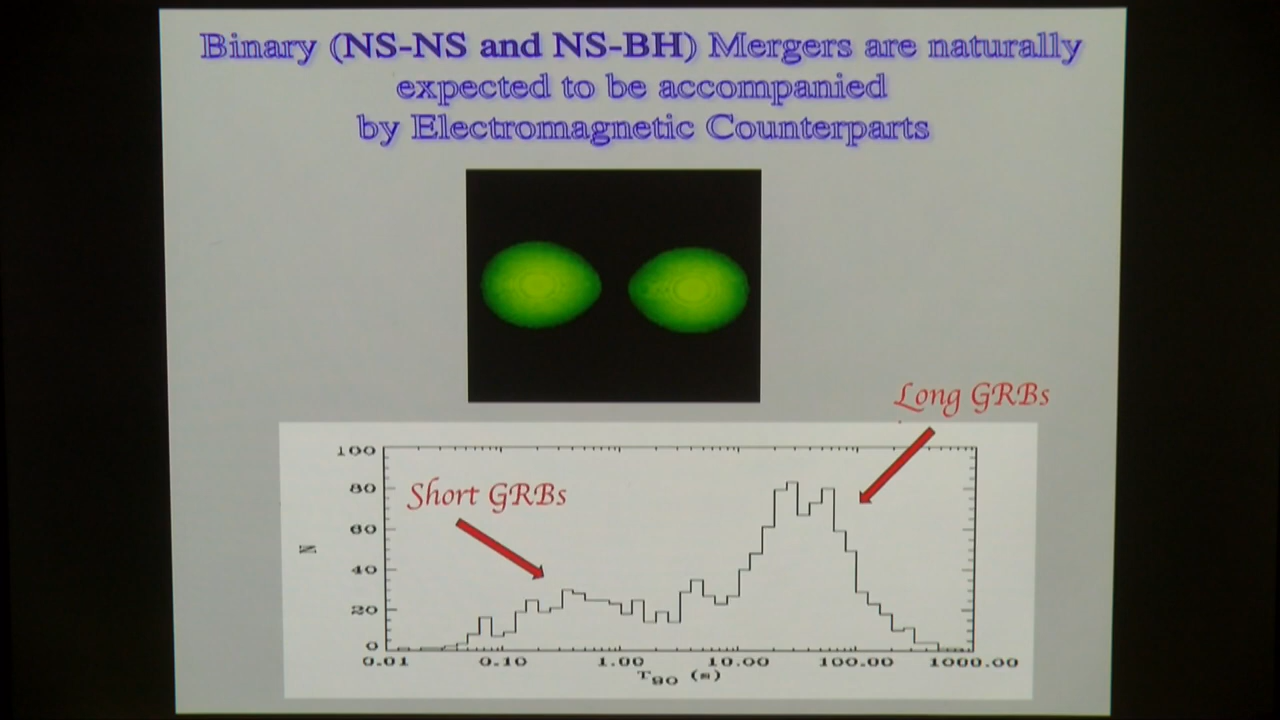 Binary (NS-NS and NS-BH) Mergers are naturally
expected to be accompanied
by Electromagnetic Counterparts
Long GRBs
Short GRBs
100
80
60
40
20
0
N
0.01 0.10 1.00 10.00 100.00 1000.00
T90 (s)